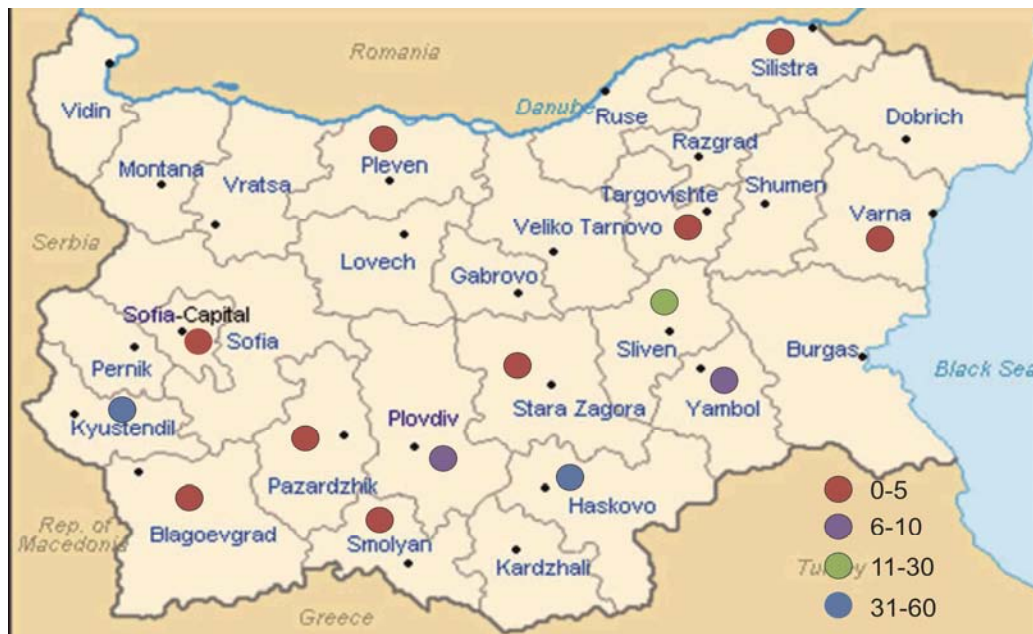 Romania
Silistra
Vidin
Danube
Ruse
Dobrich
Razgrad
Montana
Vratsa
Pleven
Targovishte
Shumen
Varna
Serbia
Veliko Tarnovo
Lovech
Gabrovo
Sofia-Capital
Sofia
Pernik
Sliven
Burgas
Black Sea
Kyustendil
Plovdiv
Stara Zagora
Yambol
Pazardzhik
Haskovo
0-5
Rep. of
Macedonia
Blagoevgrad
Smolyan
6-10
Kardzhali
11-30
Greece
31-60